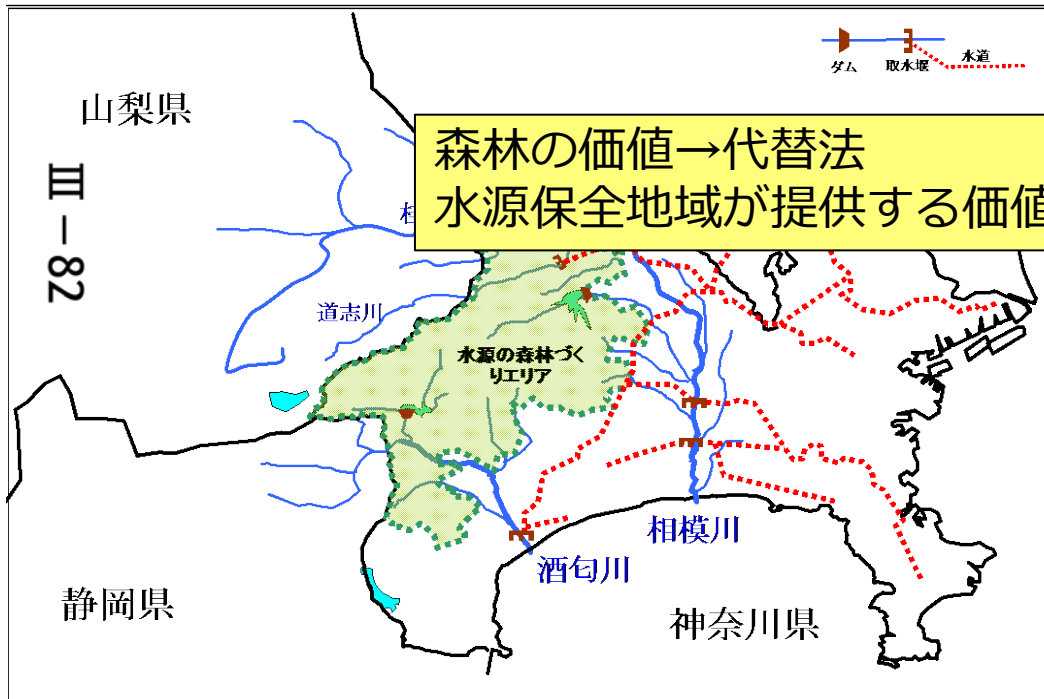 ダム
取水堰
水道
山梨県
森林の価値→代替法
水源保全地域が提供する価値
Ⅲ－82
道志川
水源の森林づく
りエリア
相模川
酒匂川
静岡県
神奈川県